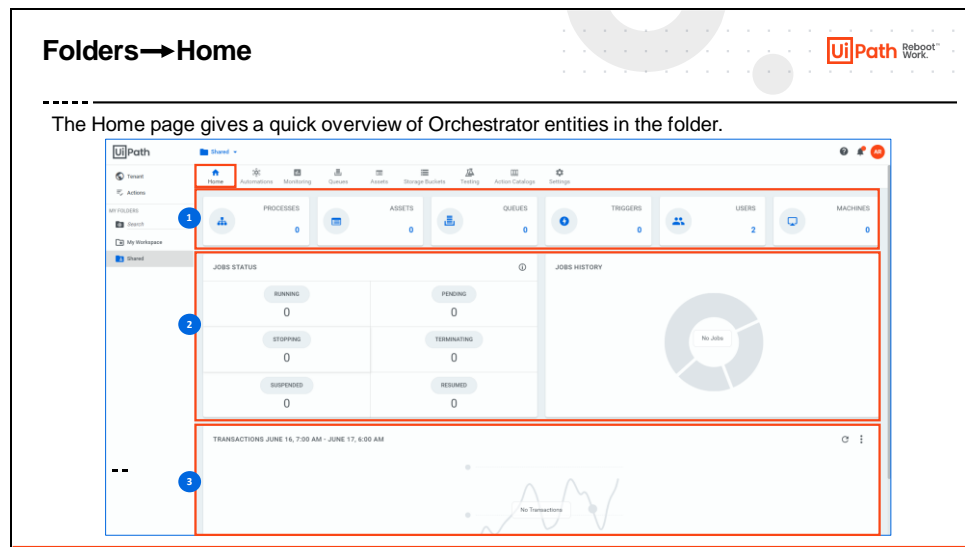 Folders→Home
UiPath Reboot™ Work.
The Home page gives a quick overview of Orchestrator entities in the folder.
UiPath
Shared
AR
Tenant
Actions
MY FOLDERS
Search
My Workspace
Shared
Home Automations Monitoring Queues Assets Storage Buckets Testing Action Catalogs Settings
1
PROCESSES 0
ASSETS 0
QUEUES 0
TRIGGERS 0
USERS 2
MACHINES 0
2
JOBS STATUS
RUNNING
0
PENDING
0
STOPPING
0
TERMINATING
0
SUSPENDED
0
RESUMED
0
JOBS HISTORY
No Jobs
3
TRANSACTIONS JUNE 16, 7:00 AM - JUNE 17, 6:00 AM
No Transactions